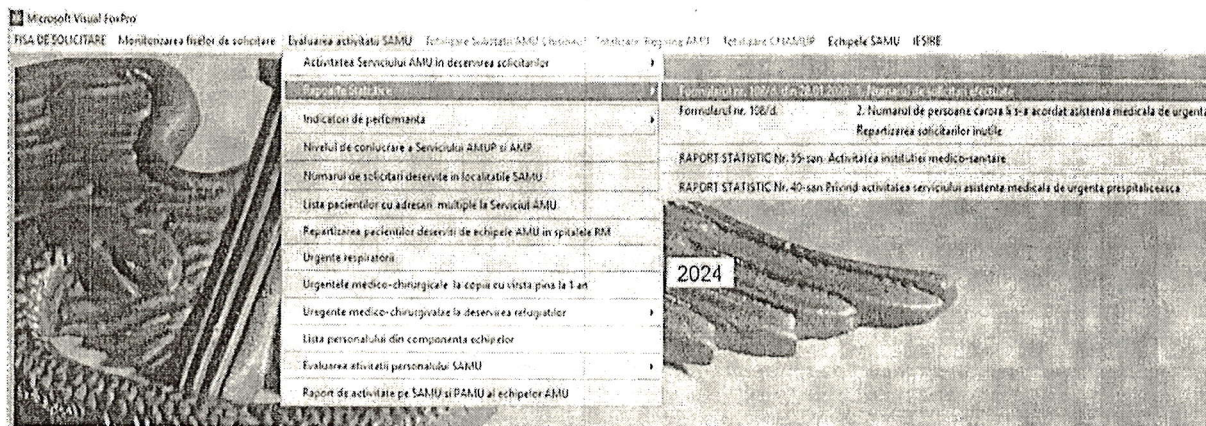 Microsoft Visual FoxPro
FISA DE SOLICITARE Monitorizarea fiselor de solicitare Evaluarea activitatii SAMU Echipele SAMU IESIRE
Activitatea Serviciului AMU in deservirea solicitarilor
Rapoarte Statistice
Indicatori de performanta
Nivelul de conlucrare a Serviciului AMUP si AMP
Numarul de solicitari deservite in localitatile SAMU
Lista pacientilor cu adresari multiple la Serviciul AMU
Repartizarea pacientilor deserviti de echipele AMU in spitalele RM
Urgente respiratorii
Urgentele medico-chirurgicale la copiii cu virsta pina la 1 an
Uregente medico-chirurgivalze la deservirea refugiatilor
Lista personalului din componenta echipelor
Evaluarea ativitatii personalului SAMU
Raport de activitate pe SAMU si PAMU al echipelor AMU
Formularul nr. 108/d. din 28.01.2020 1. Numarul de solicitari efectuate
Formularul nr. 108/d. 2. Numarul de persoane carora li s-a acordat asistenta medicala de urgenta
Repartizarea solicitarilor inutile
RAPORT STATISTIC Nr. 35-san Activitatea institutiei medico-sanitare
RAPORT STATISTIC Nr. 40-san Privind activitatea serviciului asistenta medicala de urgenta prespitaliceasca
2024